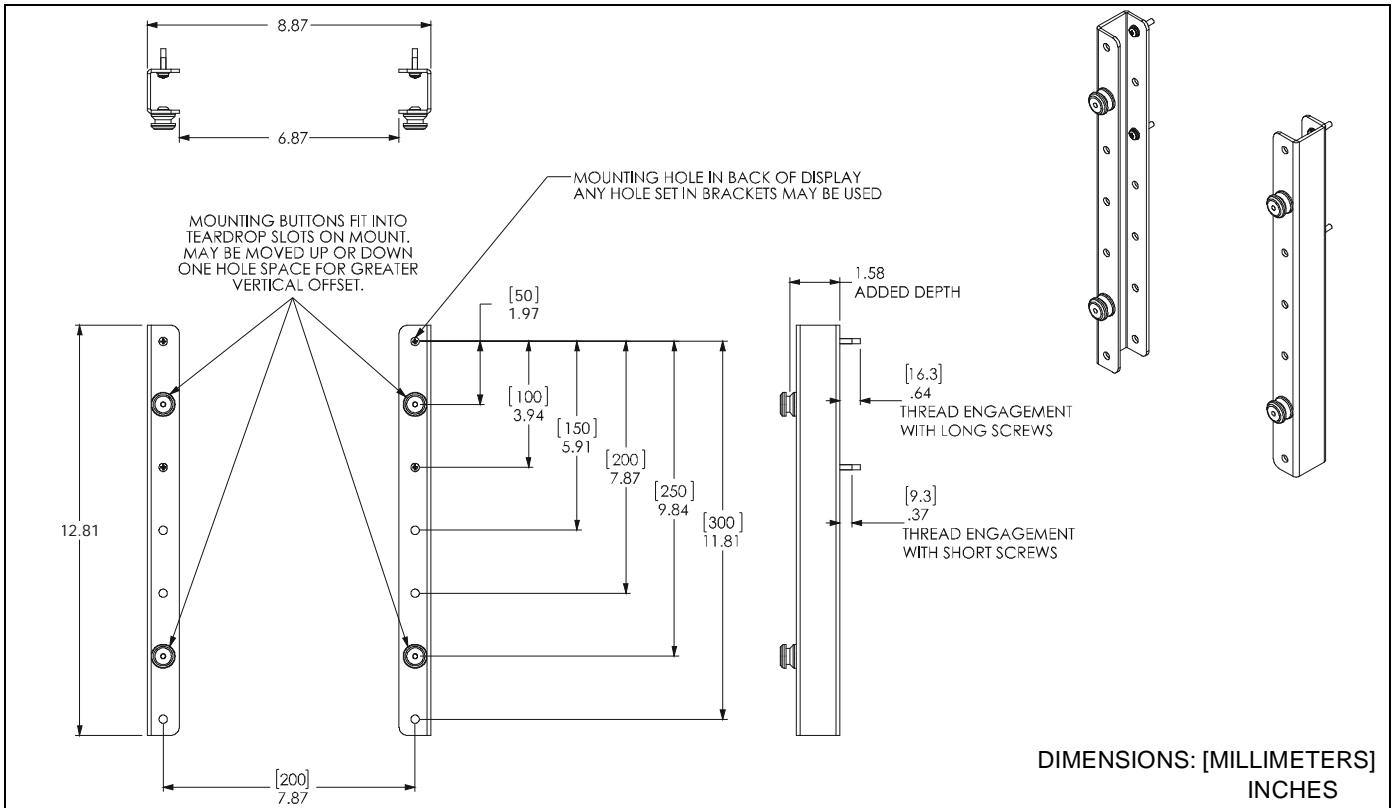 8.87
6.87
MOUNTING HOLE IN BACK OF DISPLAY
ANY HOLE SET IN BRACKETS MAY BE USED
MOUNTING BUTTONS FIT INTO
TEARDROP SLOTS ON MOUNT.
MAY BE MOVED UP OR DOWN
ONE HOLE SPACE FOR GREATER
VERTICAL OFFSET.
[50]
1.97
[100]
3.94
[150]
5.91
[200]
7.87
[250]
9.84
[300]
11.81
12.81
[200]
7.87
1.58
ADDED DEPTH
[16.3]
.64
THREAD ENGAGEMENT
WITH LONG SCREWS
[9.3]
.37
THREAD ENGAGEMENT
WITH SHORT SCREWS
DIMENSIONS: [MILLIMETERS]
INCHES